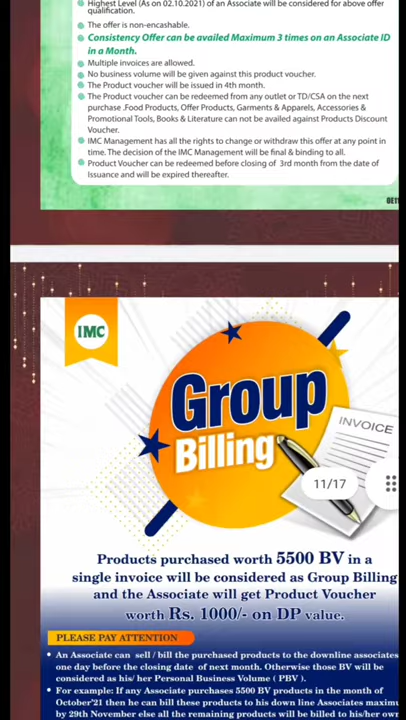 Highest Level (As on 02.10.2021) of an Associate will be considered for above offer
qualification.
The offer is non-encashable.
Consistency Offer can be availed Maximum 3 times on an Associate ID
in a Month.
Multiple invoices are allowed.
No business volume will be given against this product voucher.
The Product voucher will be issued in 4th month.
The Product Voucher can be redeemed from any outlet or TD/CSA on the next
purchase .Food Products, Offer Products, Garments & Apparels, Accessories &
Promotional Tools, Books & Literature can not be availed against Products Discount
Voucher.
IMC Management has all the rights to change or withdraw this offer at any point in
time. The decision of the IMC Management will be final & binding to all.
Product Voucher can be redeemed before closing of 3rd month from the date of
Issuance and will be expired thereafter.
IMC
Group
Billing
INVOICE
11/17
Products purchased worth 5500 BV in a
single invoice will be considered as Group Billing
and the Associate will get Product Voucher
worth Rs. 1000/- on DP value.
PLEASE PAY ATTENTION
• An Associate can sell / bill the purchased products to the downline associates
one day before the closing date of next month. Otherwise those BV will be
considered as his/ her Personal Business Volume ( PBV ).
• For example: If any Associate purchases 5500 BV products in the month of
October'21 then he can bill these products to his down line Associates maximu
by 29th November else all the remaining products will be billed to his/her own